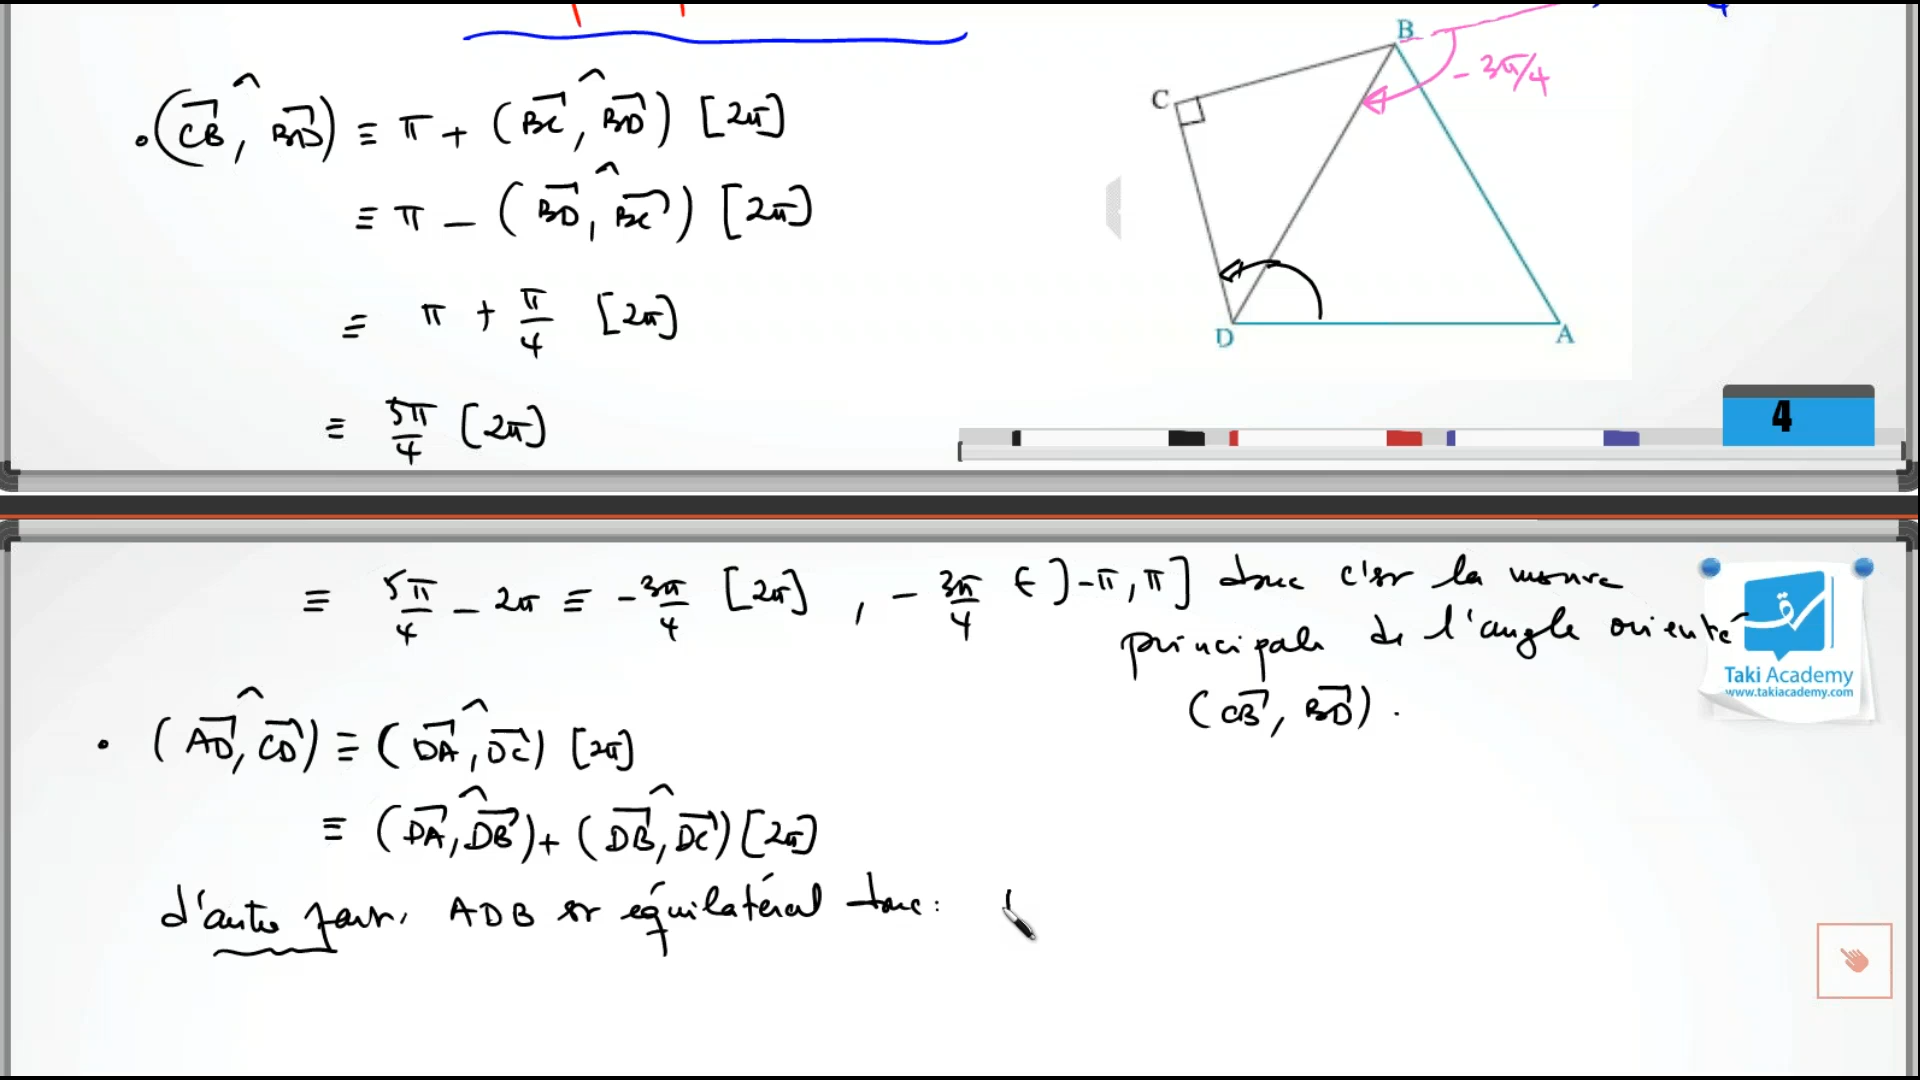 B
C
D
A
- 3π/4
• (CB⃗, BD⃗) ≡ π + (BC⃗, BD⃗) [2π]
≡ π - (BD⃗, BC⃗) [2π]
≡ π + π/4 [2π]
≡ 5π/4 [2π]
4
≡ 5π/4 - 2π ≡ -3π/4 [2π] , - 3π/4 ∈ ]-π, π] donc c'est la mesure
principale de l'angle orienté
(CB⃗, BD⃗).
Taki Academy
www.takiacademy.com
• (AD⃗, CD⃗) ≡ (DA⃗, DC⃗) [2π]
≡ (DA⃗, DB⃗) + (DB⃗, DC⃗) [2π]
d'autre part, ADB est équilatéral donc :